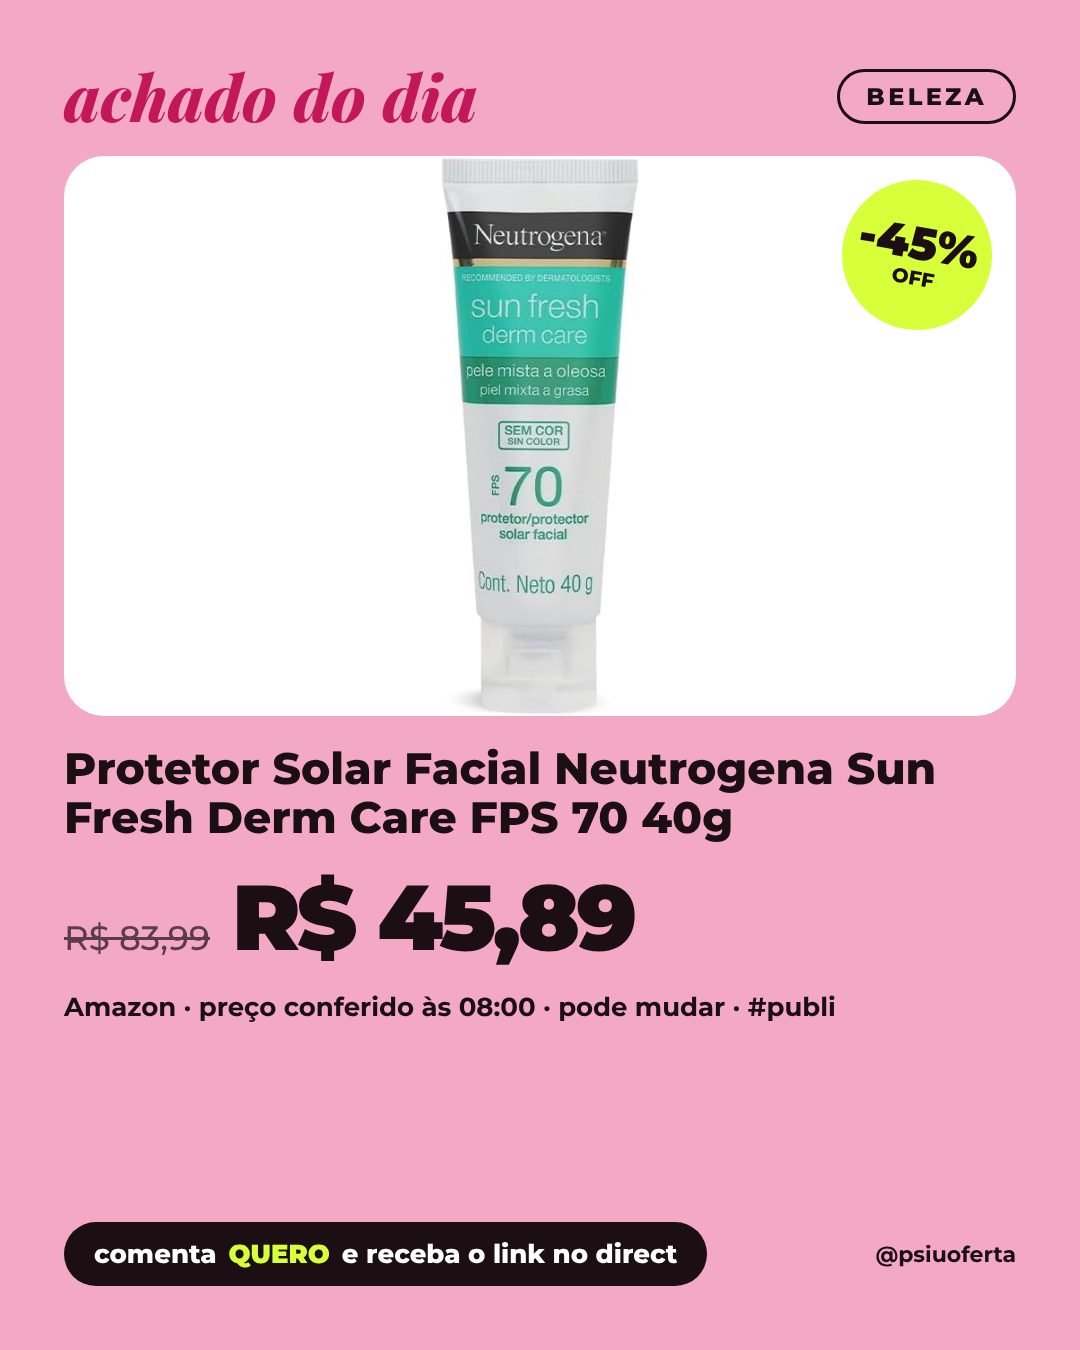 achado do dia
BELEZA
-45%
OFF
Neutrogena
RECOMMENDED BY DERMATOLOGISTS
sun fresh
derm care
pele mista a oleosa
piel mixta a grasa
SEM COR
SIN COLOR
FPS 70
protetor/protector
solar facial
Cont. Neto 40 g
Protetor Solar Facial Neutrogena Sun
Fresh Derm Care FPS 70 40g
R$ 83,99 R$ 45,89
Amazon · preço conferido às 08:00 · pode mudar · #publi
comenta QUERO e receba o link no direct
@psiuoferta